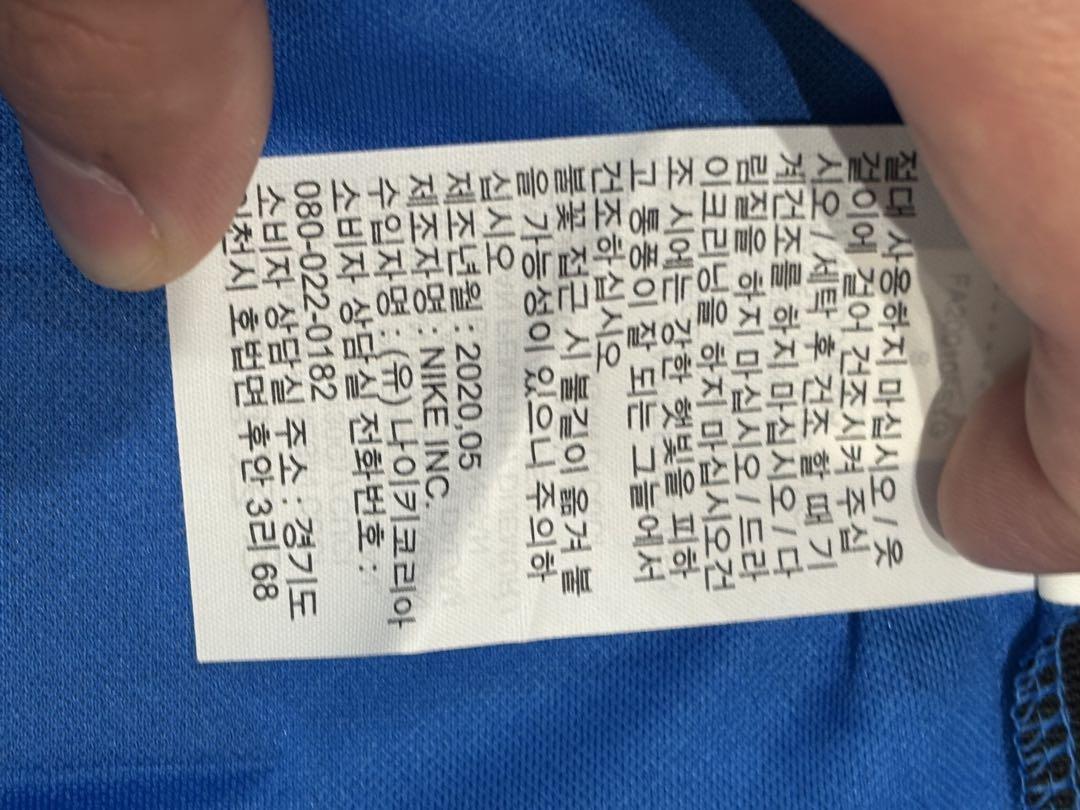 절대 사용하지 마십시오/옷
걸이에 걸어 건조시켜 주십
시오/세탁 후 건조 할 때 기
계건조를 하지 마십시오/다
림질을 하지 마십시오/드라
이크리닝을 하지 마십시오건
조 시에는 강한 햇빛을 피하
고 통풍이 잘 되는 그늘에서
건조하십시오
불꽃 접근 시 불길이 옮겨 붙
을 가능성이 있으니 주의하
십시오
제조년월 : 2020,05
제조자명 : NIKE INC.
수입자명 : (유)나이키코리아
소비자 상담실 전화번호 :
080-022-0182
소비자 상담실 주소 : 경기도
이천시 호법면 후안3리 68